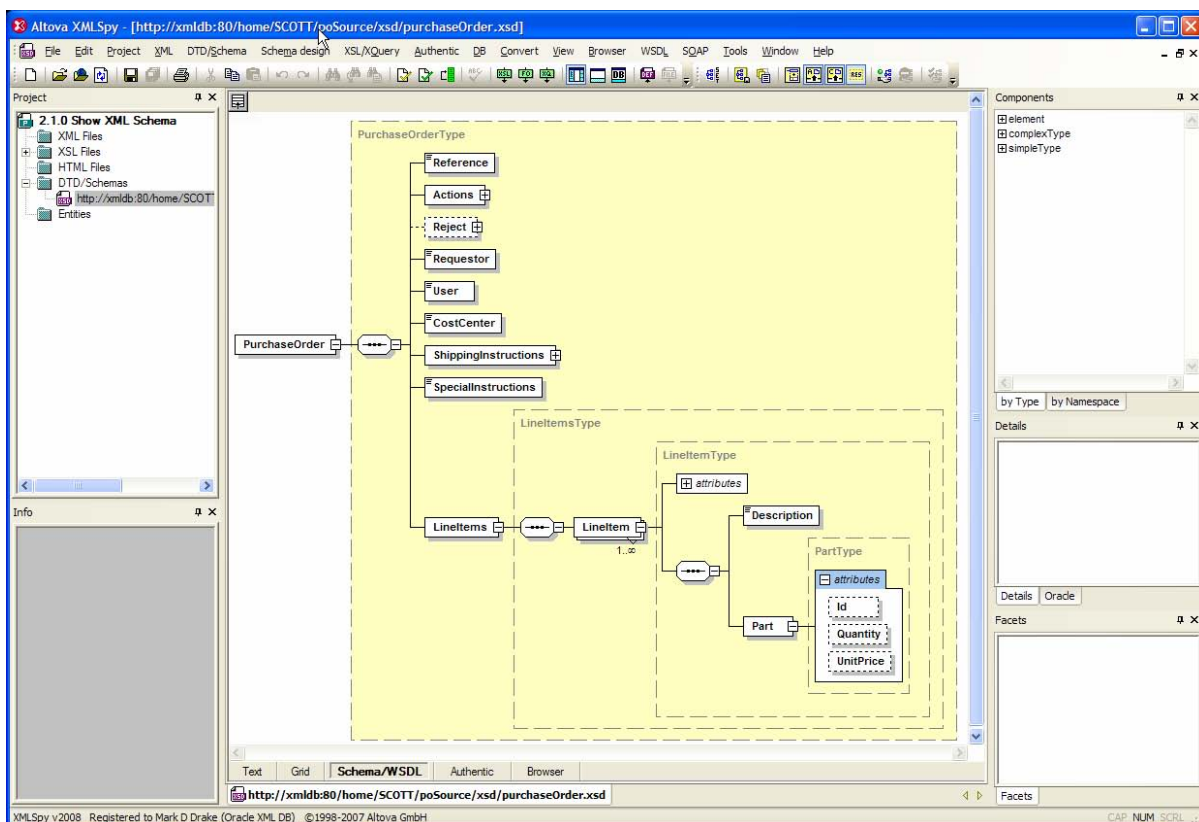 Altova XMLSpy - [http://xmldb:80/home/SCOTT/poSource/xsd/purchaseOrder.xsd]
File Edit Project XML DTD/Schema Schema design XSL/XQuery Authentic DB Convert View Browser WSDL SOAP Tools Window Help
Project
2.1.0 Show XML Schema
XML Files
XSL Files
HTML Files
DTD/Schemas
http://xmldb:80/home/SCOT
Entities
Info
PurchaseOrderType
Reference
Actions
Reject
Requestor
User
CostCenter
PurchaseOrder
ShippingInstructions
SpecialInstructions
LineItemsType
LineItemType
attributes
LineItems
LineItem
1..∞
Description
PartType
attributes
Id
Part
Quantity
UnitPrice
Text Grid Schema/WSDL Authentic Browser
http://xmldb:80/home/SCOTT/poSource/xsd/purchaseOrder.xsd
Components
element
complexType
simpleType
by Type by Namespace
Details
Details Oracle
Facets
Facets
XMLSpy v2008 Registered to Mark D Drake (Oracle XML DB) ©1998-2007 Altova GmbH
CAP NUM SCRL